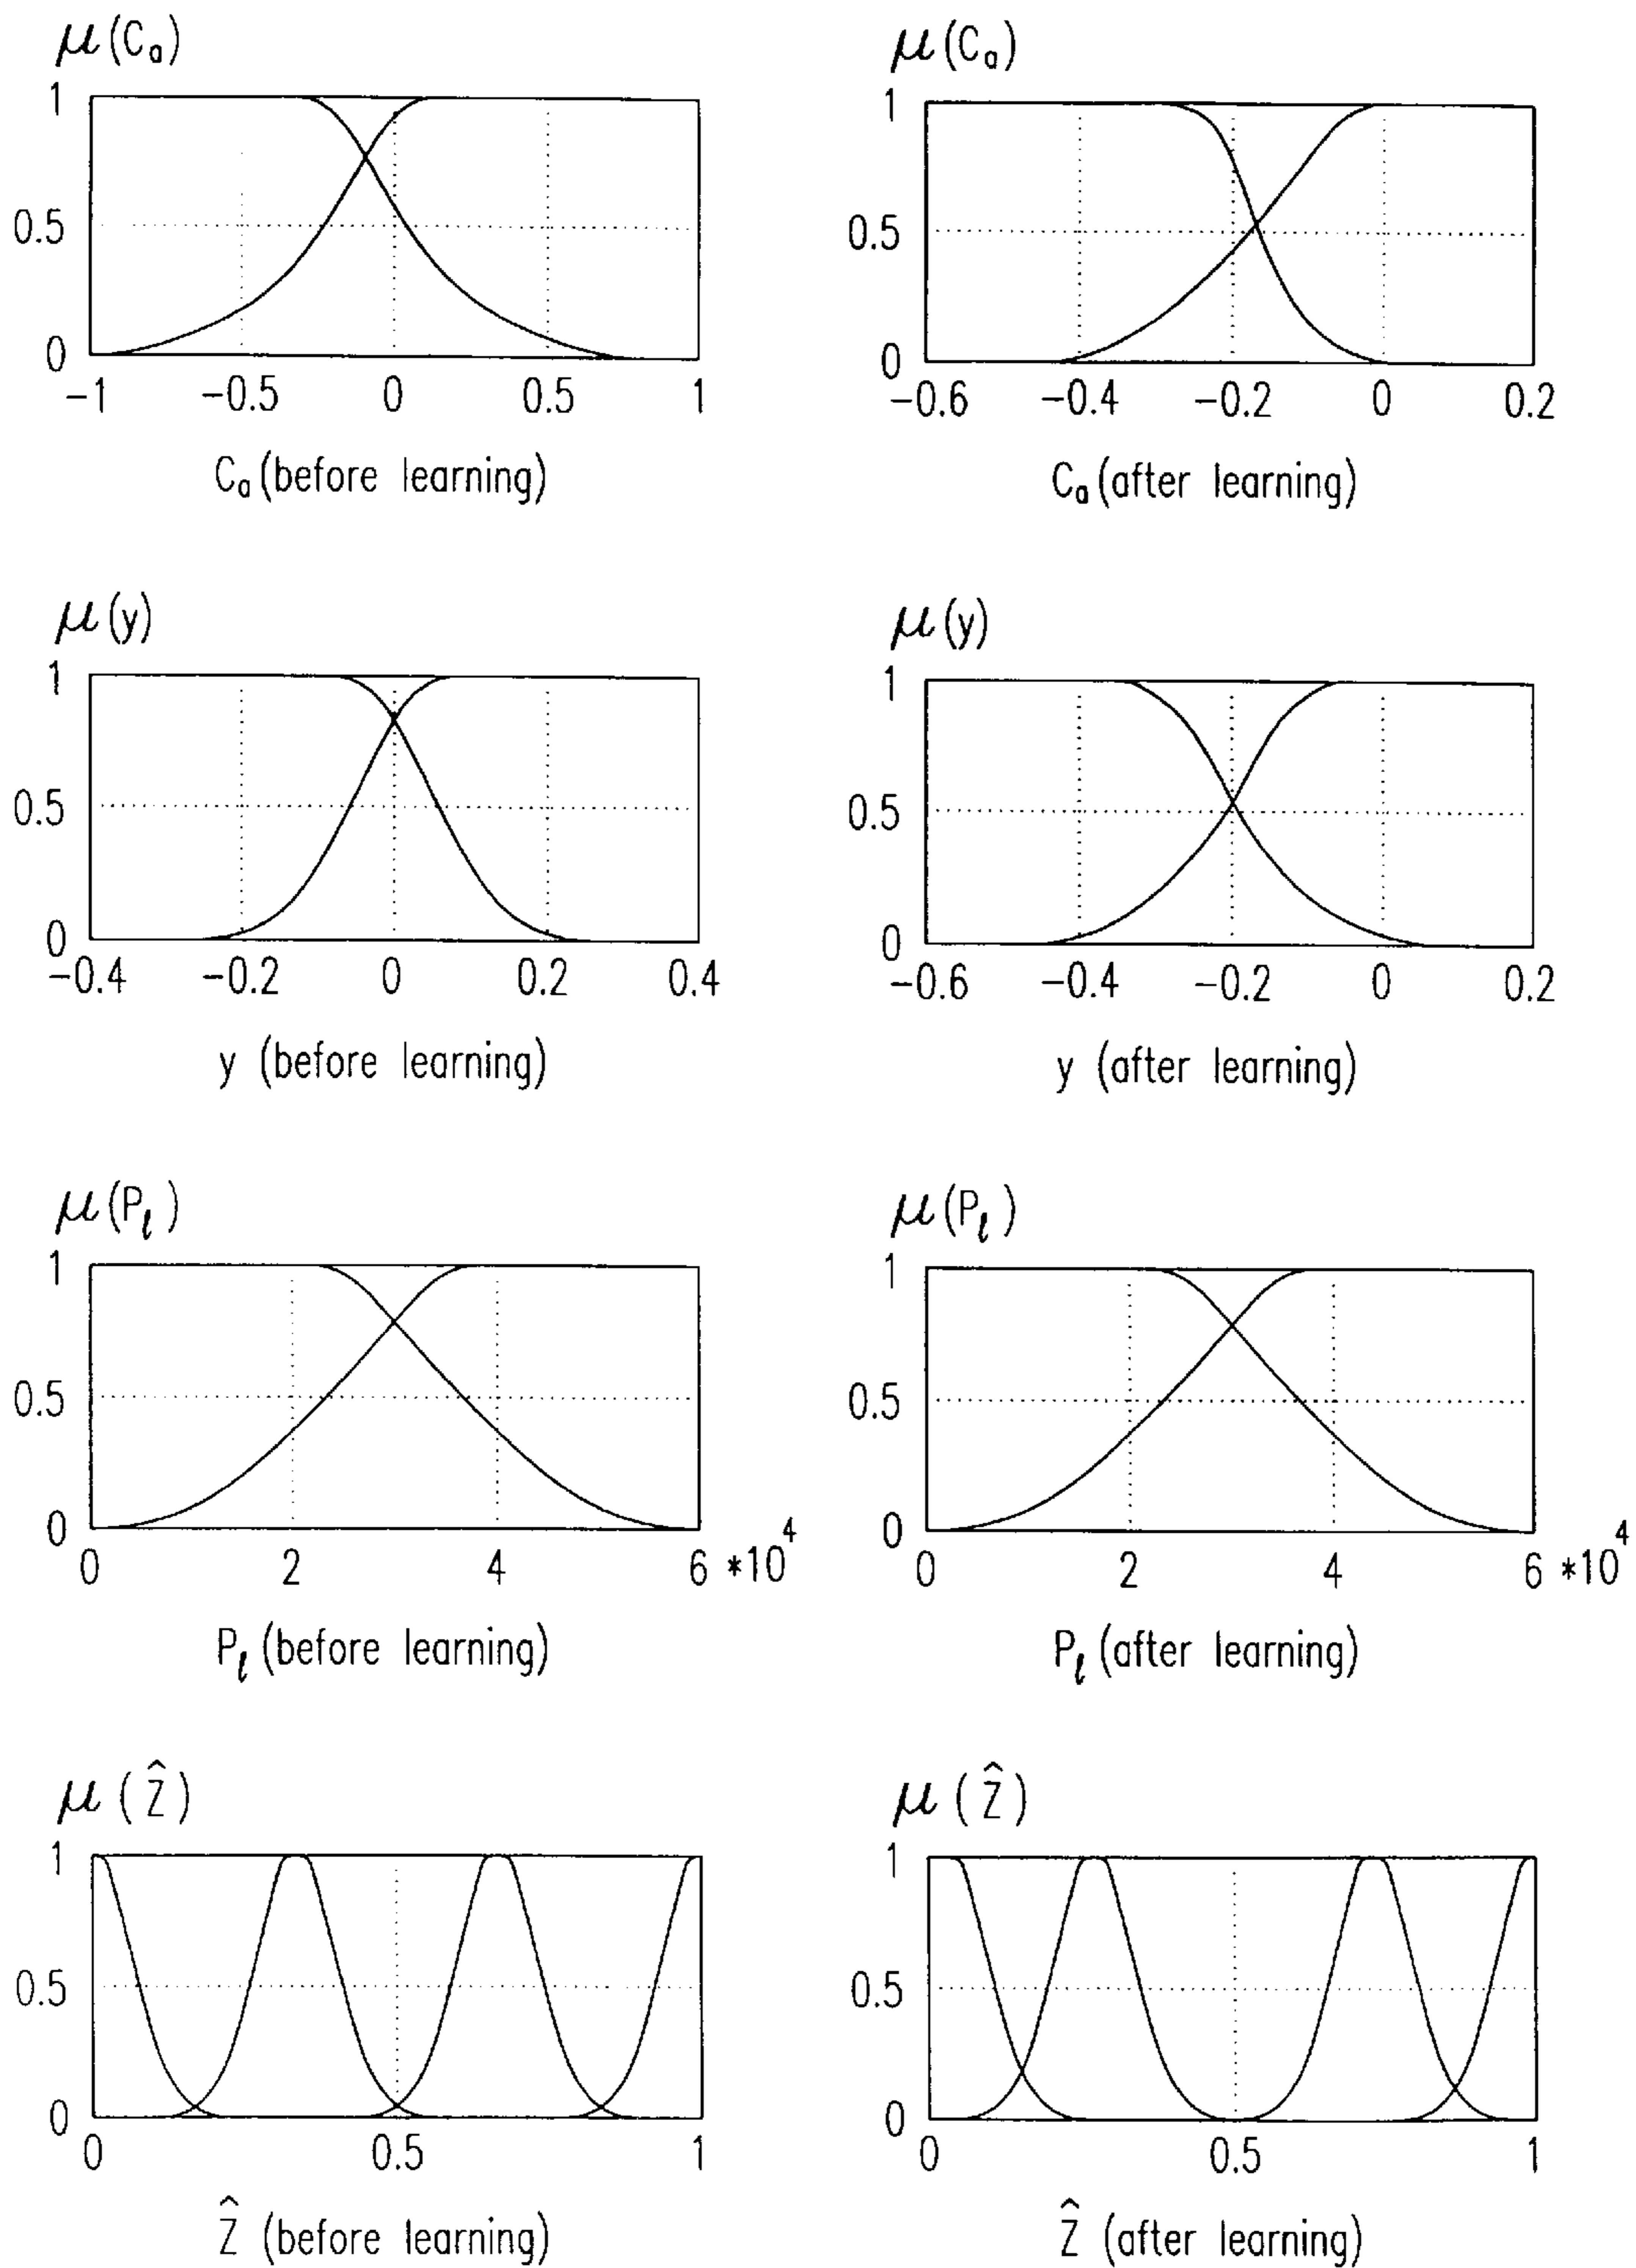 μ(Cₐ)
1
0.5
0
−1 −0.5 0 0.5 1
Cₐ (before learning)
μ(Cₐ)
1
0.5
0
−0.6 −0.4 −0.2 0 0.2
Cₐ (after learning)
μ(y)
1
0.5
0
−0.4 −0.2 0 0.2 0.4
y (before learning)
μ(y)
1
0.5
0
−0.6 −0.4 −0.2 0 0.2
y (after learning)
μ(Pℓ)
1
0.5
0
0 2 4 6 *10⁴
Pℓ (before learning)
μ(Pℓ)
1
0.5
0
0 2 4 6 *10⁴
Pℓ (after learning)
μ(Ẑ)
1
0.5
0
0 0.5 1
Ẑ (before learning)
μ(Ẑ)
1
0.5
0
0 0.5 1
Ẑ (after learning)